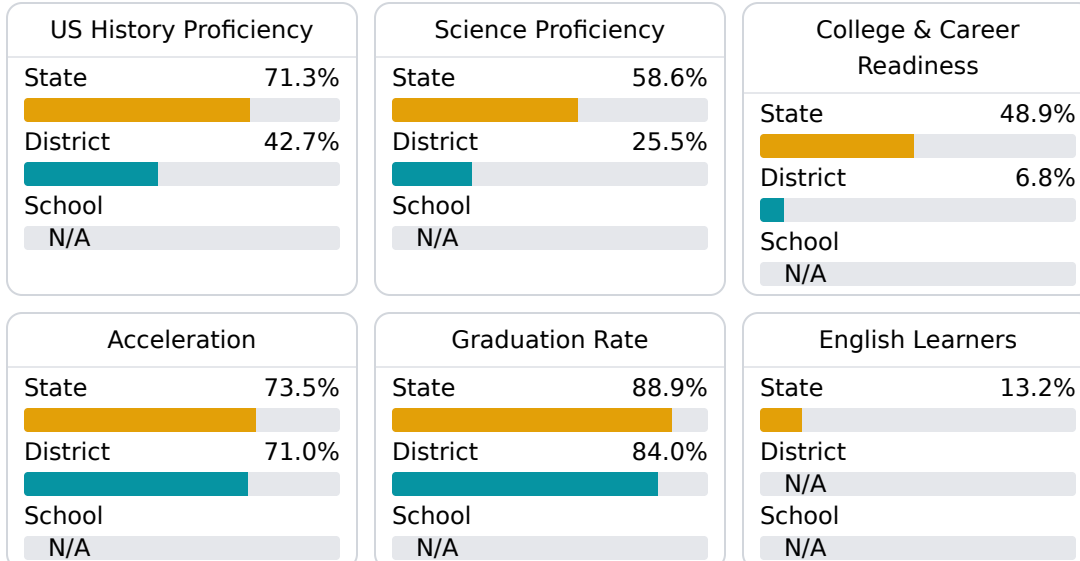 US History Proficiency
State 71.3%
District 42.7%
School
N/A
Science Proficiency
State 58.6%
District 25.5%
School
N/A
College & Career
Readiness
State 48.9%
District 6.8%
School
N/A
Acceleration
State 73.5%
District 71.0%
School
N/A
Graduation Rate
State 88.9%
District 84.0%
School
N/A
English Learners
State 13.2%
District
N/A
School
N/A